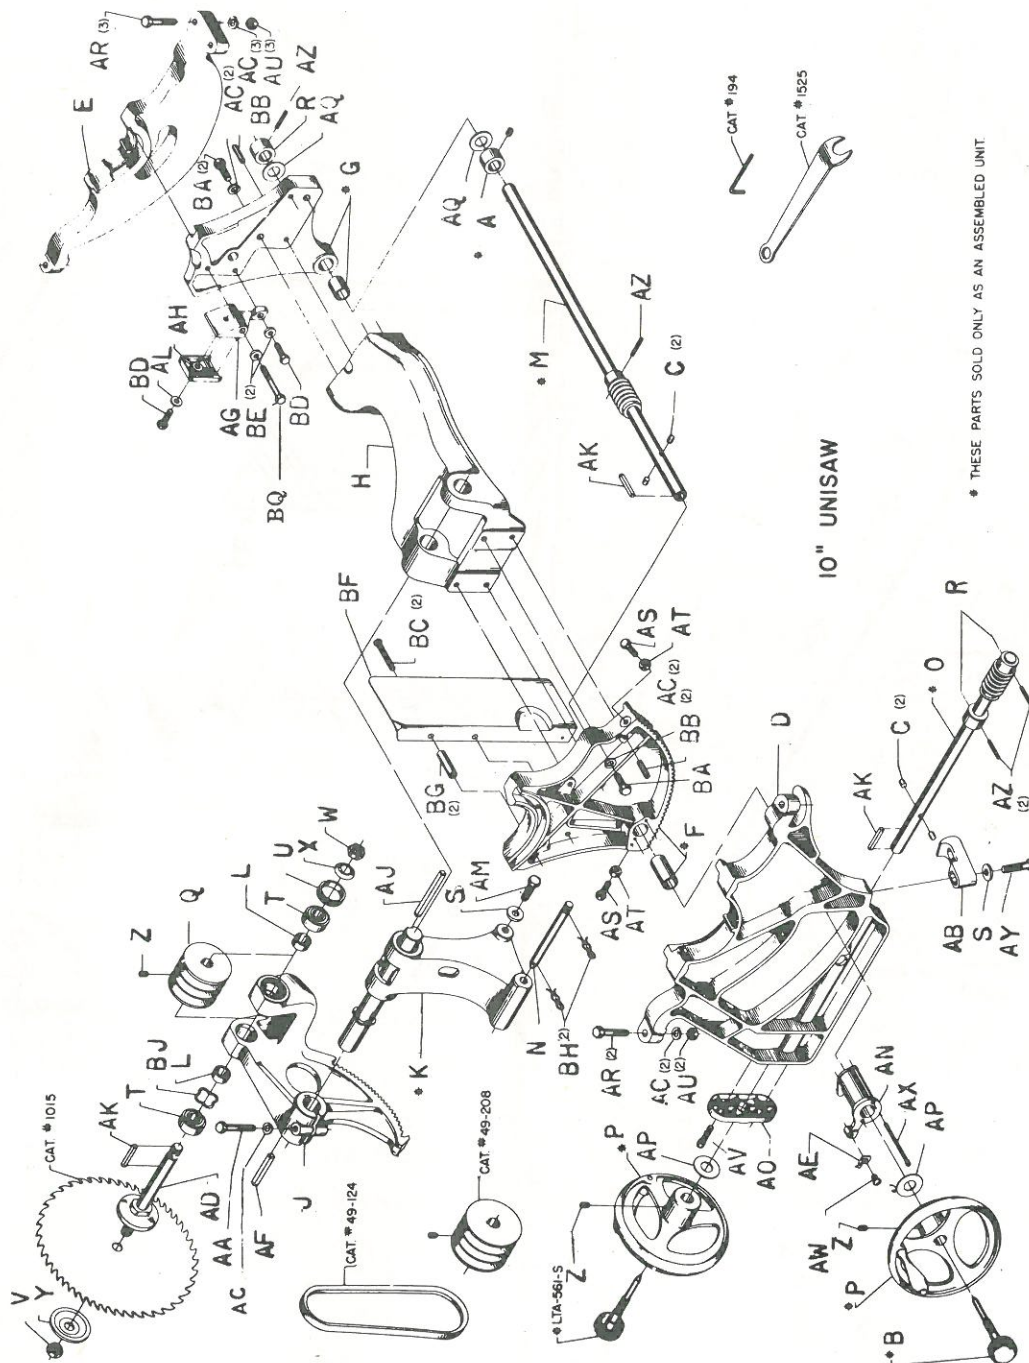 AR (3)
E
AC (2)
AC (3)
AU (3)
BB
AZ
R
AQ
BA (2)
* G
BD
AL
AH
AG
BE (2)
BD
BQ
H
AQ
* A
* M
AZ
C (2)
AK
CAT *194
CAT *1525
10" UNISAW
* THESE PARTS SOLD ONLY AS AN ASSEMBLED UNIT.
BF
BC (2)
AS
AT
AC (2)
BB (2)
BA
BG (2)
* F
AS
AT
Z
Q
L
T
U
X
W
AJ
S
AM
N
BH (2)
* K
CAT. *1015
AK
T
BJ
L
V
Y
AD
AA
AC
AF
J
CAT. *49-124
CAT. *49-208
D
AK
C (2)
* O
R
AZ (2)
AB
S
AY
AR (2)
AC (2)
AU (2)
AN
AX
AP
AE
AW
Z
* P
* B
* P
AP
AV
AO
* LTA-561-S
Z